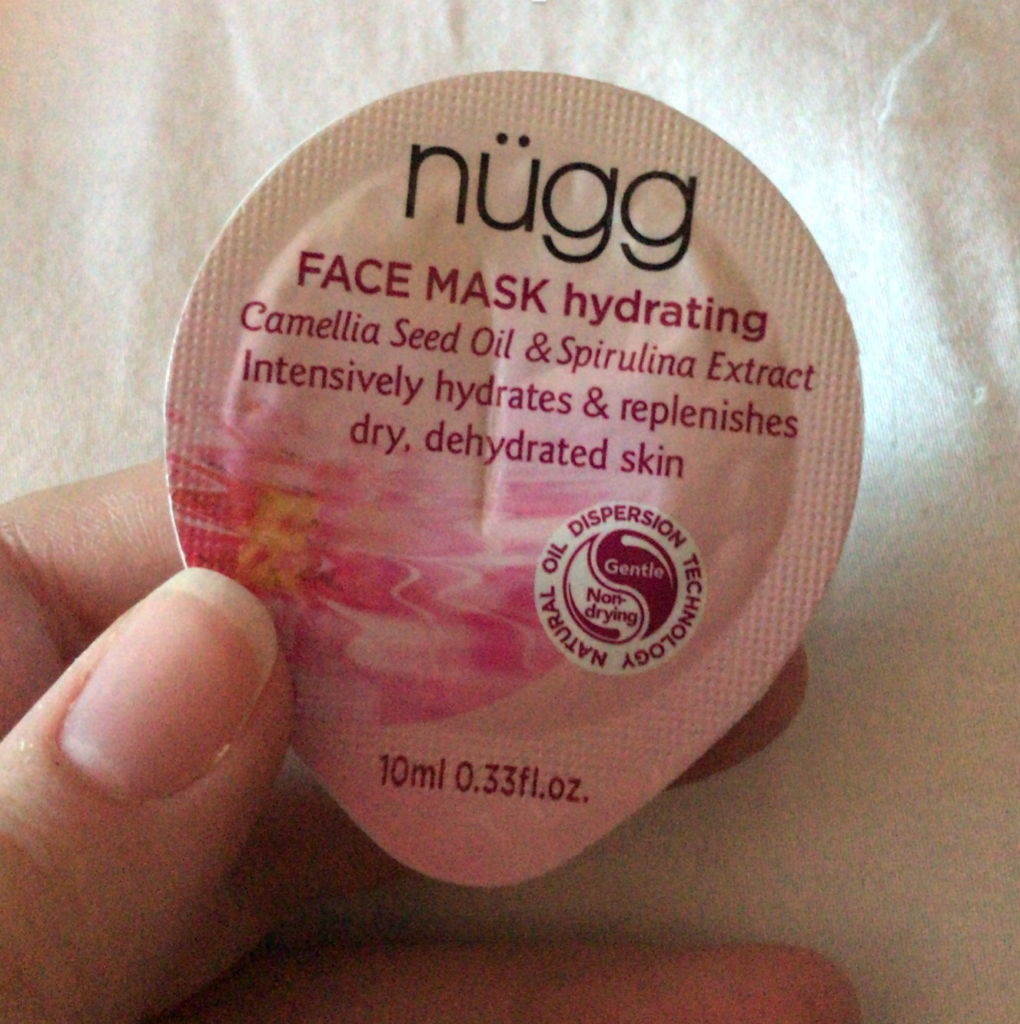 nügg
FACE MASK hydrating
Camellia Seed Oil & Spirulina Extract
Intensively hydrates & replenishes
dry, dehydrated skin
NATURAL OIL DISPERSION TECHNOLOGY
Gentle
Non-
drying
10ml 0.33fl.oz.